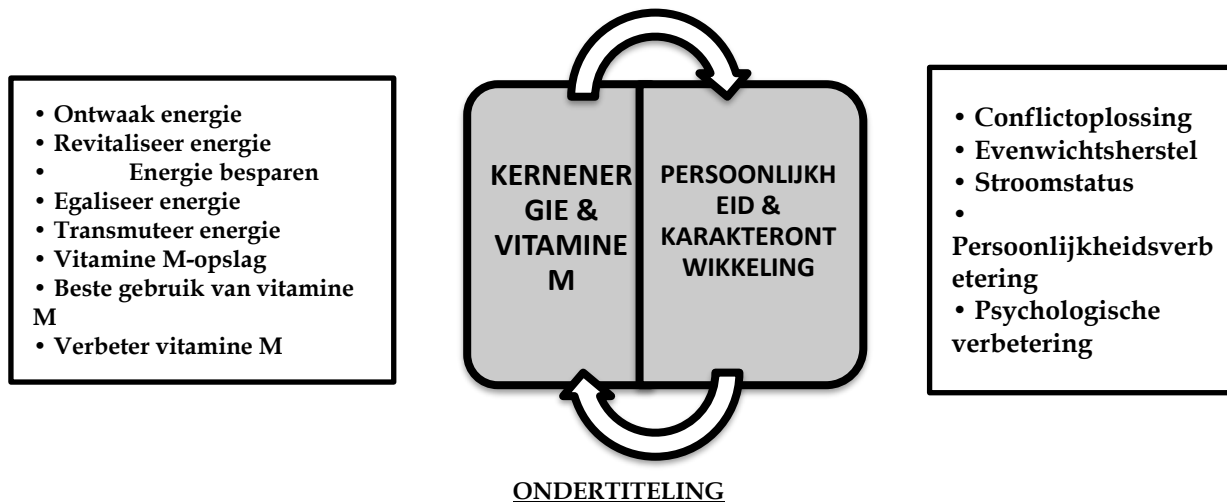 • Ontwaak energie
• Revitaliseer energie
• Energie besparen
• Egaliseer energie
• Transmuteer energie
• Vitamine M-opslag
• Beste gebruik van vitamine
M
• Verbeter vitamine M
KERNENER
GIE &
VITAMINE
M
PERSOONLIJKH
EID &
KARAKTERONT
WIKKELING
• Conflictoplossing
• Evenwichtsherstel
• Stroomstatus
•
Persoonlijkheidsverb
etering
• Psychologische
verbetering
ONDERTITELING